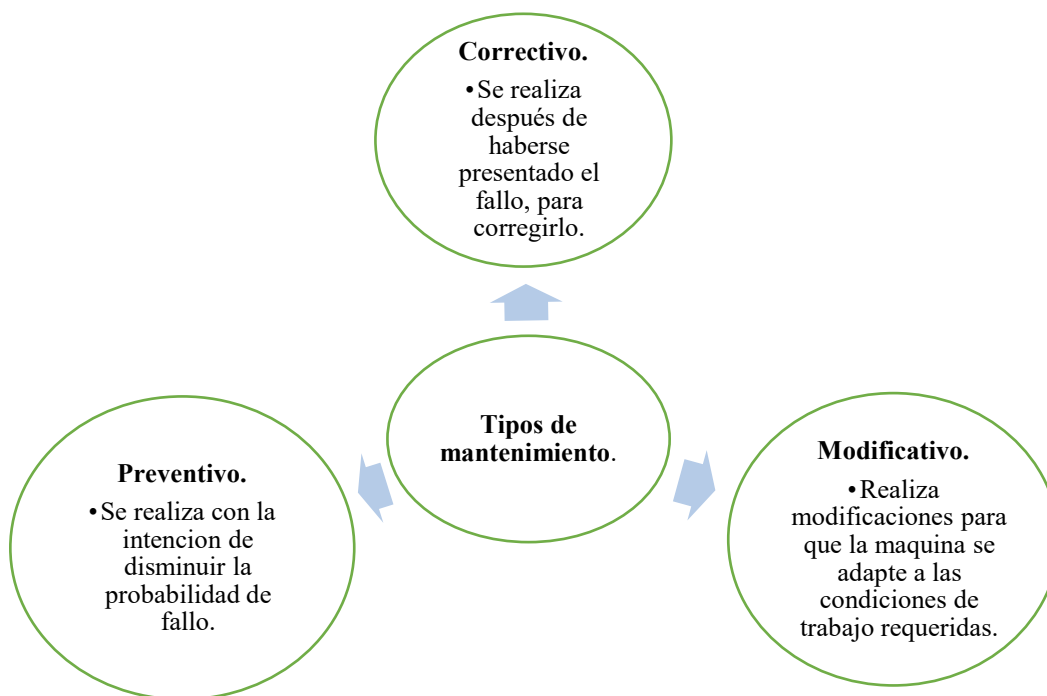 Correctivo.
•Se realiza
después de
haberse
presentado el
fallo, para
corregirlo.
Tipos de
mantenimiento.
Preventivo.
•Se realiza con la
intencion de
disminuir la
probabilidad de
fallo.
Modificativo.
•Realiza
modificaciones para
que la maquina se
adapte a las
condiciones de
trabajo requeridas.